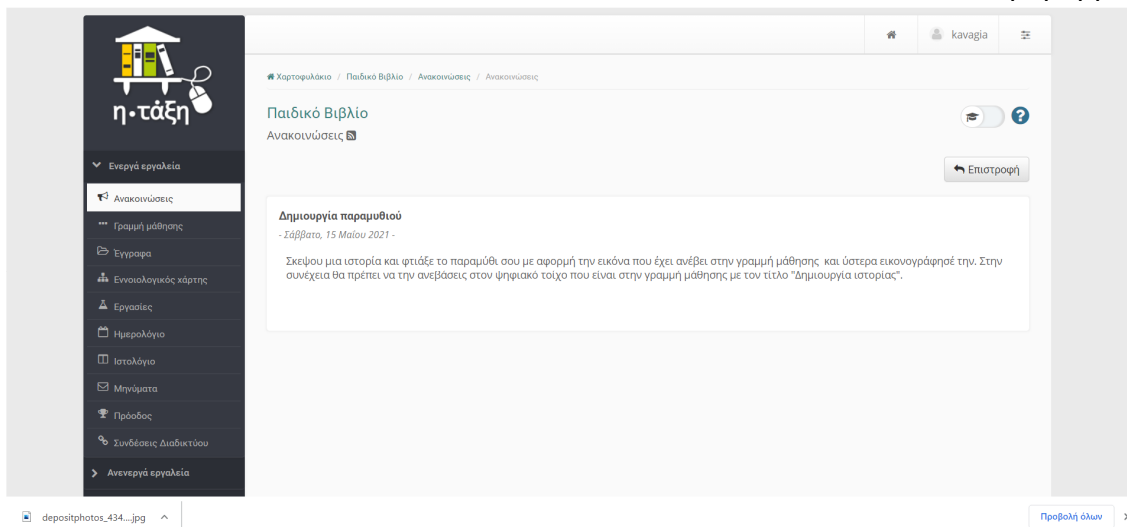 kavagia
Χαρτοφυλάκιο / Παιδικό Βιβλίο / Ανακοινώσεις / Ανακοινώσεις
η·τάξη
Παιδικό Βιβλίο
Ανακοινώσεις
Επιστροφή
Ενεργά εργαλεία
Ανακοινώσεις
Γραμμή μάθησης
Έγγραφα
Εννοιολογικός χάρτης
Εργασίες
Ημερολόγιο
Ιστολόγιο
Μηνύματα
Πρόοδος
Συνδέσεις Διαδικτύου
Ανενεργά εργαλεία
Δημιουργία παραμυθιού
- Σάββατο, 15 Μαΐου 2021 -
Σκεψου μια ιστορία και φτιάξε το παραμύθι σου με αφορμή την εικόνα που έχει ανέβει στην γραμμή μάθησης και ύστερα εικονογράφησέ την. Στην
συνέχεια θα πρέπει να την ανεβάσεις στον ψηφιακό τοίχο που είναι στην γραμμή μάθησης με τον τίτλο "Δημιουργία ιστορίας".
depositphotos_434....jpg
Προβολή όλων